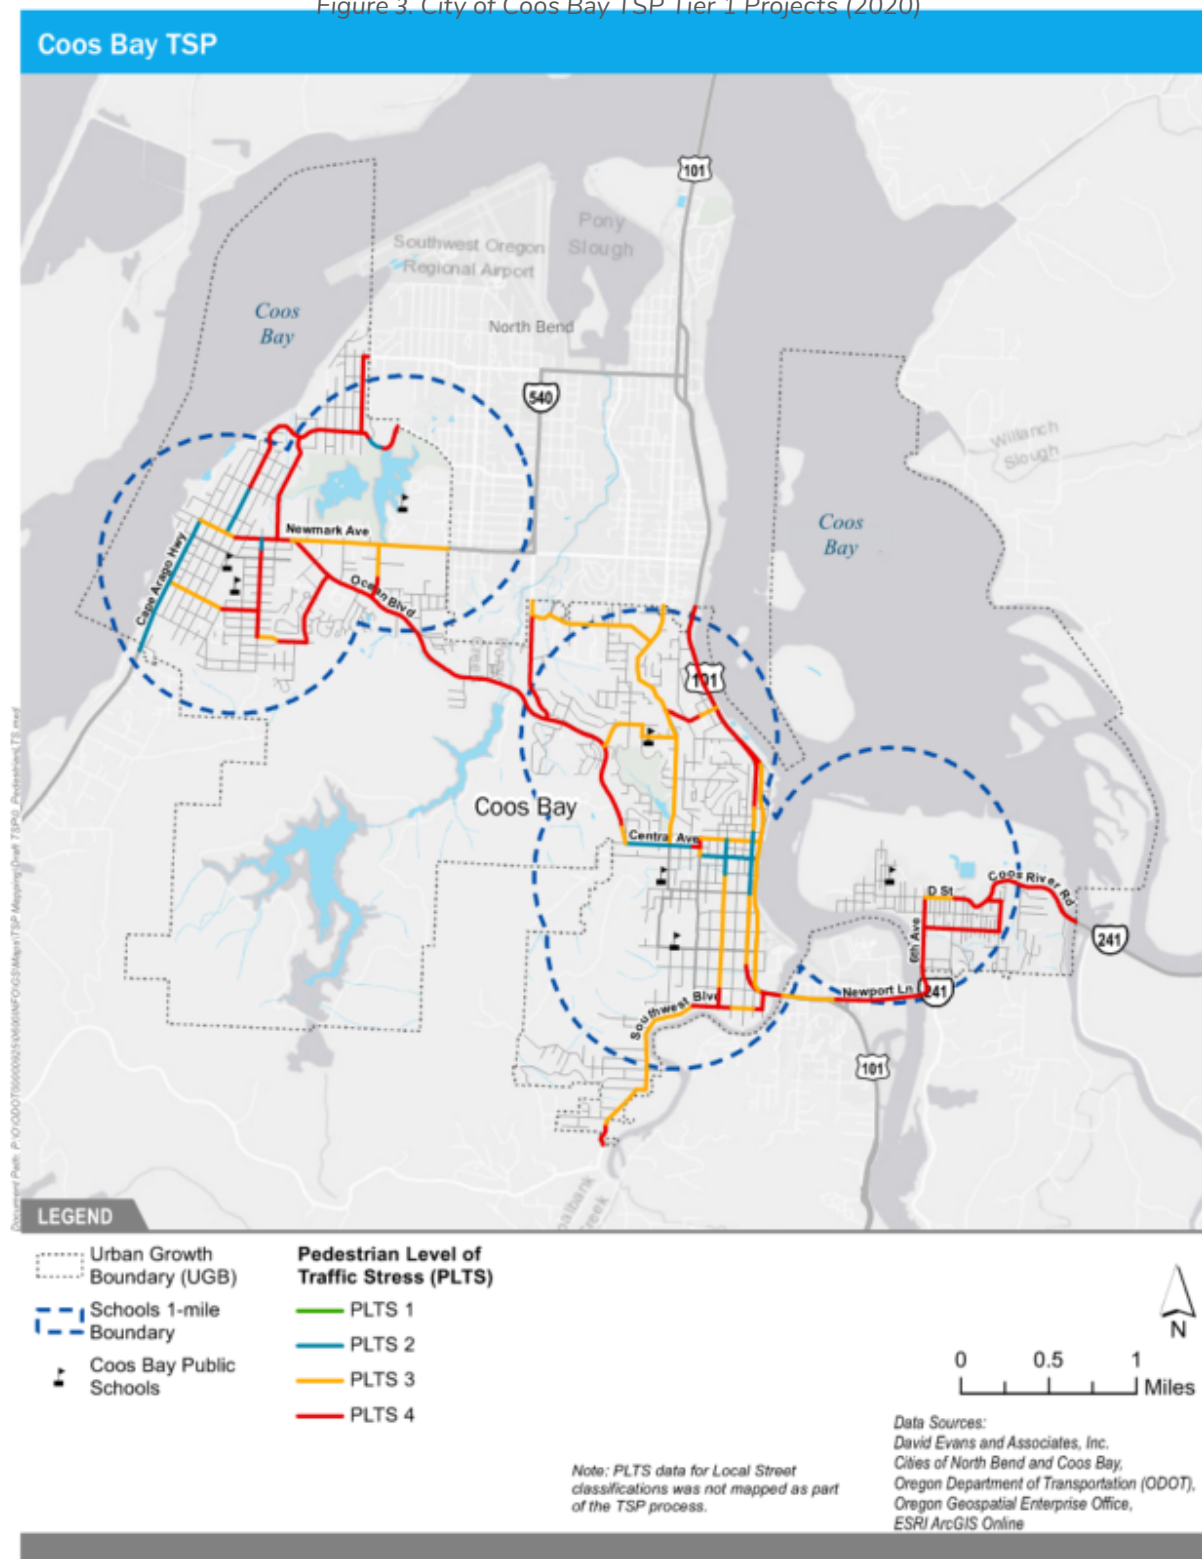 Figure 3. City of Coos Bay TSP Tier 1 Projects (2020)
Coos Bay TSP
101
Pony
Slough
Southwest Oregon
Regional Airport
Coos
Bay
North Bend
540
Willanch
Slough
Coos
Bay
Newmark Ave
Cape Arago Hwy
Ocean Blvd
101
Coos Bay
Central Ave
Coos River Rd
D St
6th Ave
241
Newport Ln
241
Southwest Blvd
101
LEGEND
Urban Growth
Boundary (UGB)
Schools 1-mile
Boundary
Coos Bay Public
Schools
Pedestrian Level of
Traffic Stress (PLTS)
PLTS 1
PLTS 2
PLTS 3
PLTS 4
N
0 0.5 1
Miles
Note: PLTS data for Local Street
classifications was not mapped as part
of the TSP process.
Data Sources:
David Evans and Associates, Inc.
Cities of North Bend and Coos Bay,
Oregon Department of Transportation (ODOT),
Oregon Geospatial Enterprise Office,
ESRI ArcGIS Online